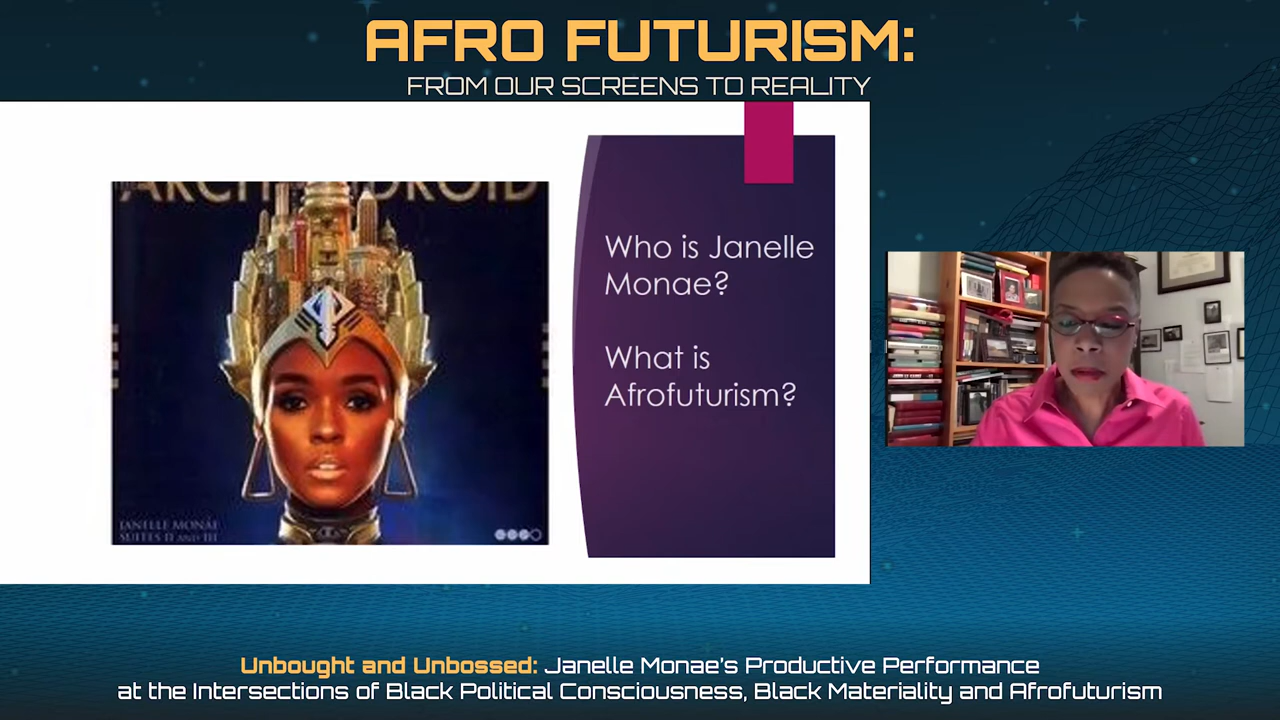 AFRO FUTURISM:
FROM OUR SCREENS TO REALITY
ARCHANDROID
Who is Janelle
Monae?
What is
Afrofuturism?
JANELLE MONÁE
SUITES II AND III
Unbought and Unbossed: Janelle Monae's Productive Performance
at the Intersections of Black Political Consciousness, Black Materiality and Afrofuturism